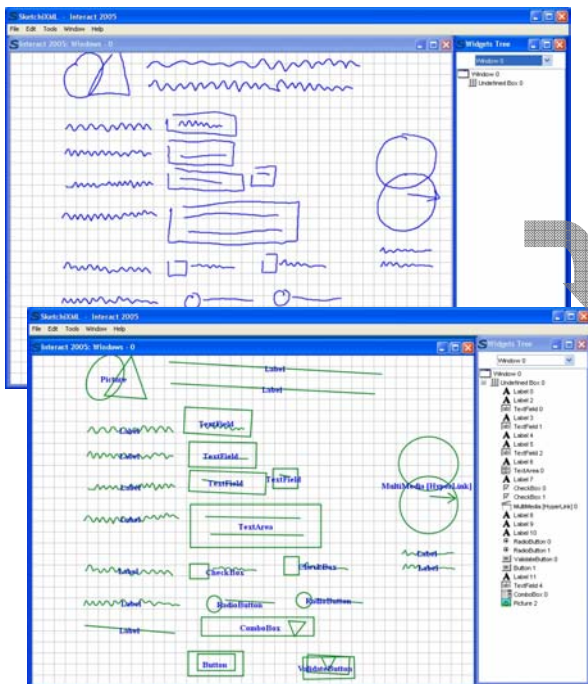 SketchiXML - Interact 2005
File Edit Tools Window Help
Interact 2005: Windows - 0
Widgets Tree
Window 0
Window 0
Undefined Box 0
SketchiXML - Interact 2005
File Edit Tools Window Help
Interact 2005: Windows - 0
Widgets Tree
Window 0
Picture
Label
Label
Label
TextField
Label
TextField
Label
TextField
TextField
MultiMedia [HyperLink]
Label
TextArea
Label
Label
CheckBox
CheckBox
Label
Label
RadioButton
RadioButton
Label
ComboBox
Button
ValidateButton
Window 0
Undefined Box 0
Label 0
Label 2
TextField 0
Label 3
TextField 1
Label 4
Label 5
TextField 2
Label 6
TextArea 0
Label 7
CheckBox 0
CheckBox 1
MultiMedia [HyperLink] 0
Label 8
Label 9
Label 10
RadioButton 0
RadioButton 1
ValidateButton 0
Button 1
Label 11
TextField 4
ComboBox 0
Picture 2